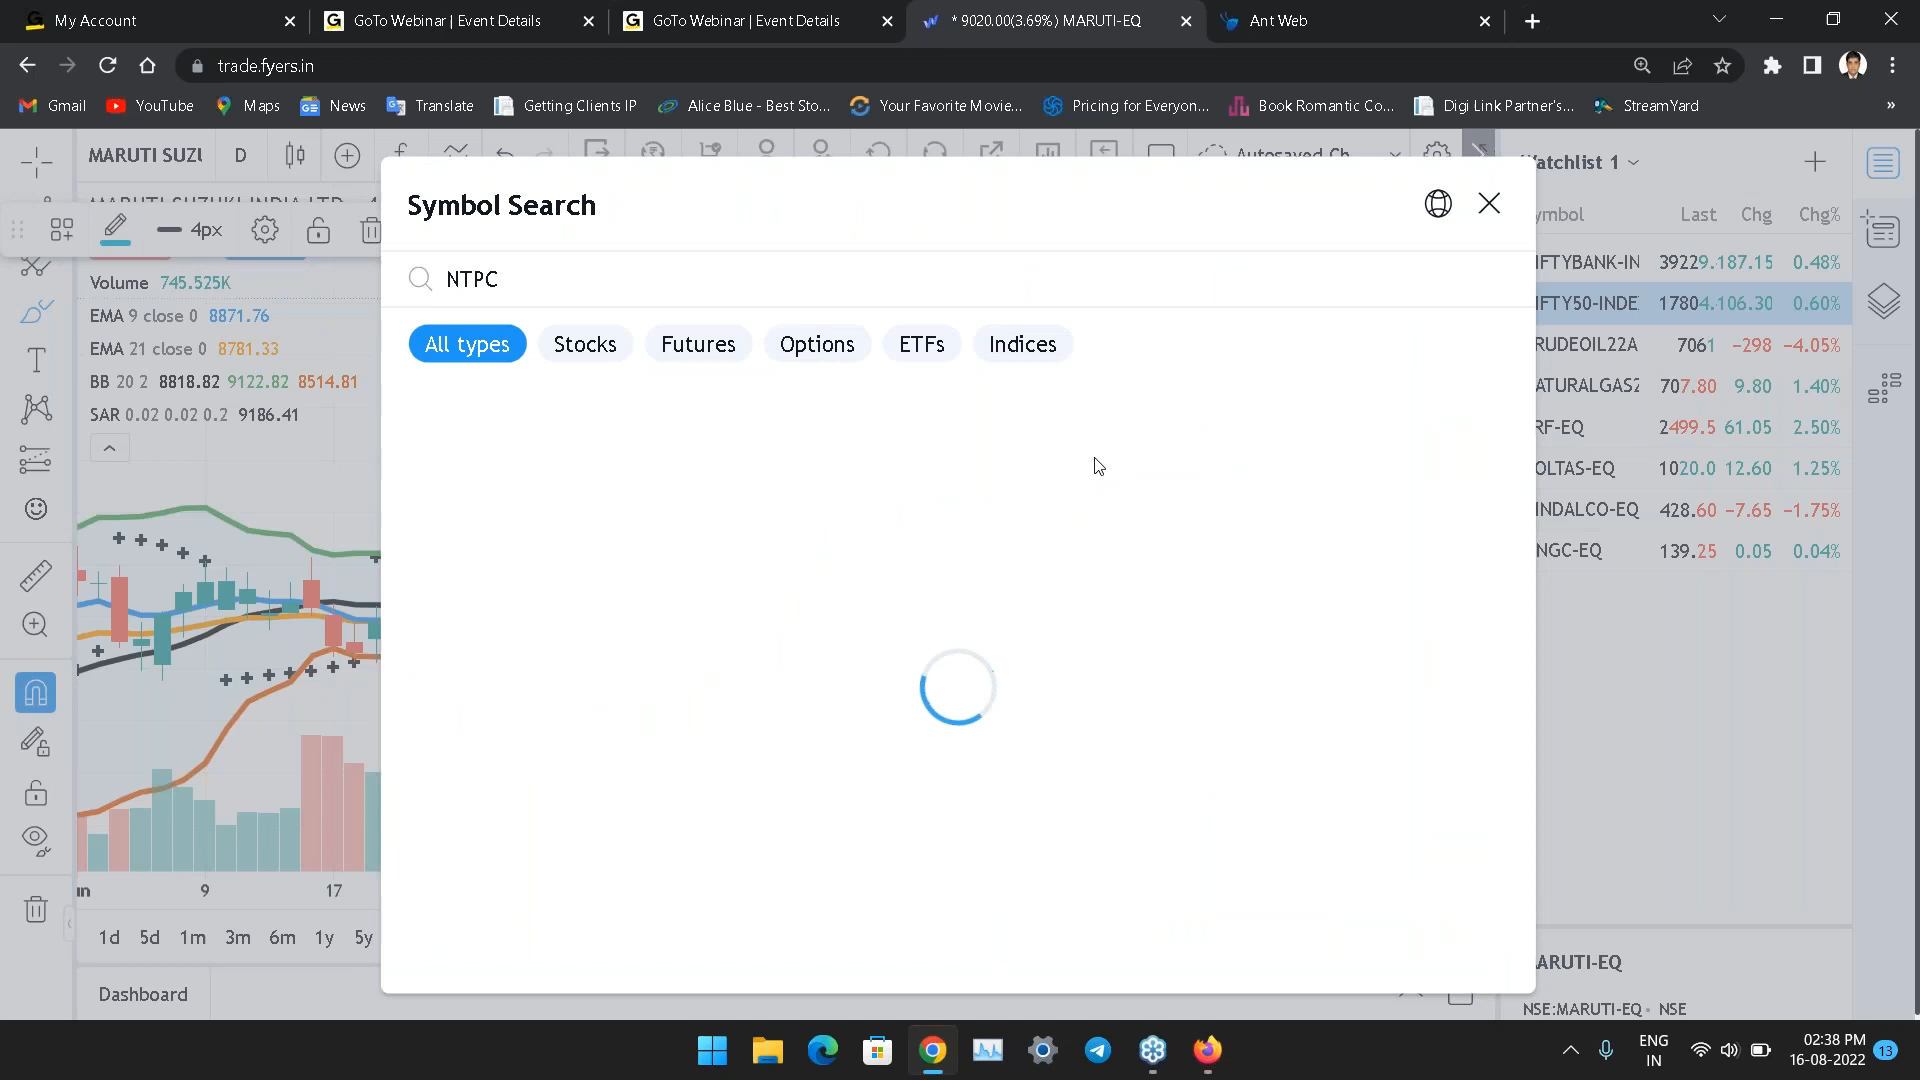 My Account
GoTo Webinar | Event Details
GoTo Webinar | Event Details
* 9020.00(3.69%) MARUTI-EQ
Ant Web
trade.fyers.in
Gmail
YouTube
Maps
News
Translate
Getting Clients IP
Alice Blue - Best Sto...
Your Favorite Movie...
Pricing for Everyon...
Book Romantic Co...
Digi Link Partner's...
StreamYard
MARUTI SUZU
D
Autosaved Ch
4px
Volume 745.525K
EMA 9 close 0 8871.76
EMA 21 close 0 8781.33
BB 20 2 8818.82 9122.82 8514.81
SAR 0.02 0.02 0.2 9186.41
9 17
1d 5d 1m 3m 6m 1y 5y
Dashboard
Symbol Search
NTPC
All types
Stocks
Futures
Options
ETFs
Indices
Watchlist 1
ymbol Last Chg Chg%
IFTYBANK-IN 39229. 187.15 0.48%
IFTY50-INDE 17804. 106.30 0.60%
RUDEOIL22A 7061 −298 −4.05%
ATURALGAS2 707.80 9.80 1.40%
RF-EQ 2499.5 61.05 2.50%
OLTAS-EQ 1020.0 12.60 1.25%
INDALCO-EQ 428.60 −7.65 −1.75%
NGC-EQ 139.25 0.05 0.04%
ARUTI-EQ
NSE:MARUTI-EQ • NSE
ENG
IN
02:38 PM
16-08-2022
13